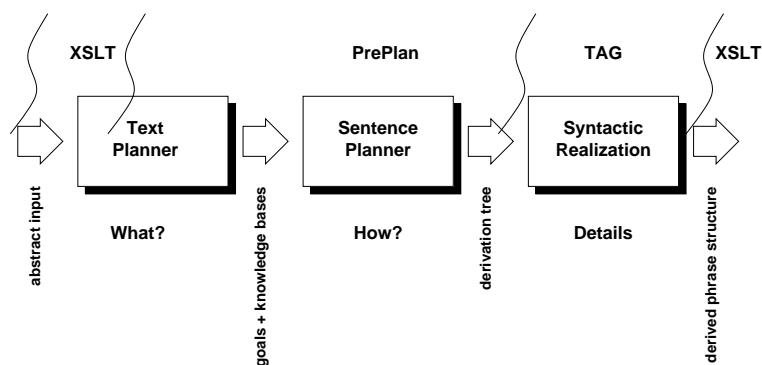 XSLT
PrePlan
TAG
XSLT
Text
Planner
Sentence
Planner
Syntactic
Realization
What?
How?
Details
abstract input
goals + knowledge bases
derivation tree
derived phrase structure